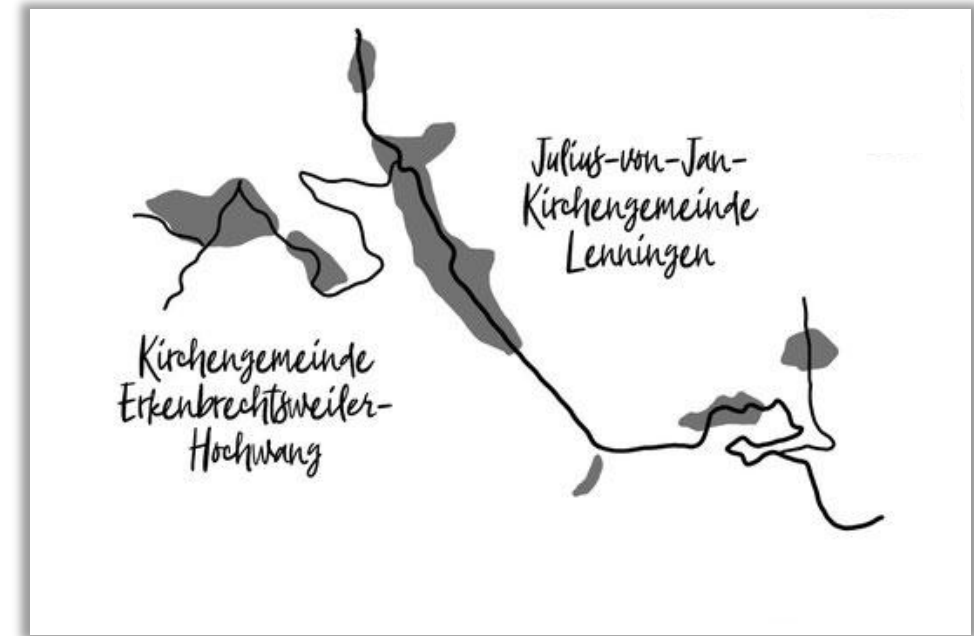 Julius-von-Jan-
Kirchengemeinde
Lenningen
Kirchengemeinde
Erkenbrechtsweiler-
Hochwang